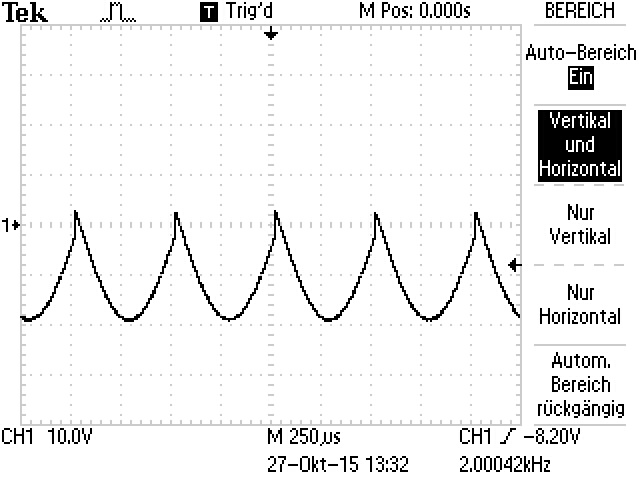 Tek T Trig'd M Pos: 0.000s BEREICH
Auto-Bereich
Ein
Vertikal
und
Horizontal
Nur
Vertikal
Nur
Horizontal
Autom.
Bereich
rückgängig
1
CH1 10.0V M 250µs CH1 -8.20V
27-Okt-15 13:32 2.00042kHz